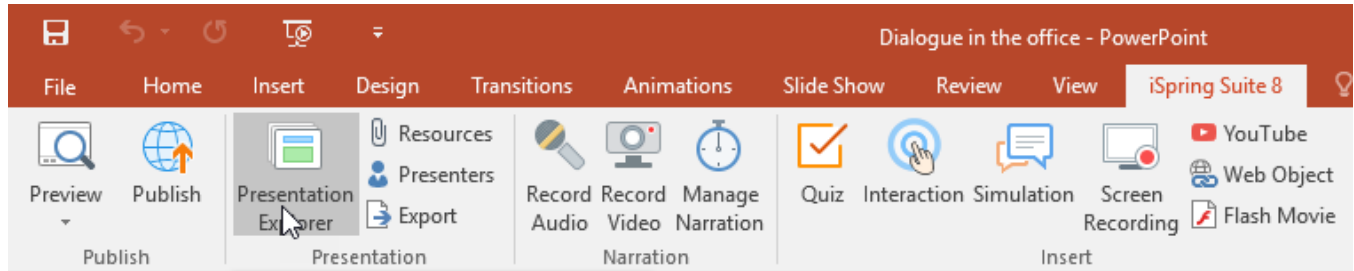 Dialogue in the office - PowerPoint
File Home Insert Design Transitions Animations Slide Show Review View iSpring Suite 8
Preview
Publish
Presentation
Explorer
Resources
Presenters
Export
Record
Audio
Record
Video
Manage
Narration
Quiz
Interaction
Simulation
Screen
Recording
YouTube
Web Object
Flash Movie
Publish
Presentation
Narration
Insert